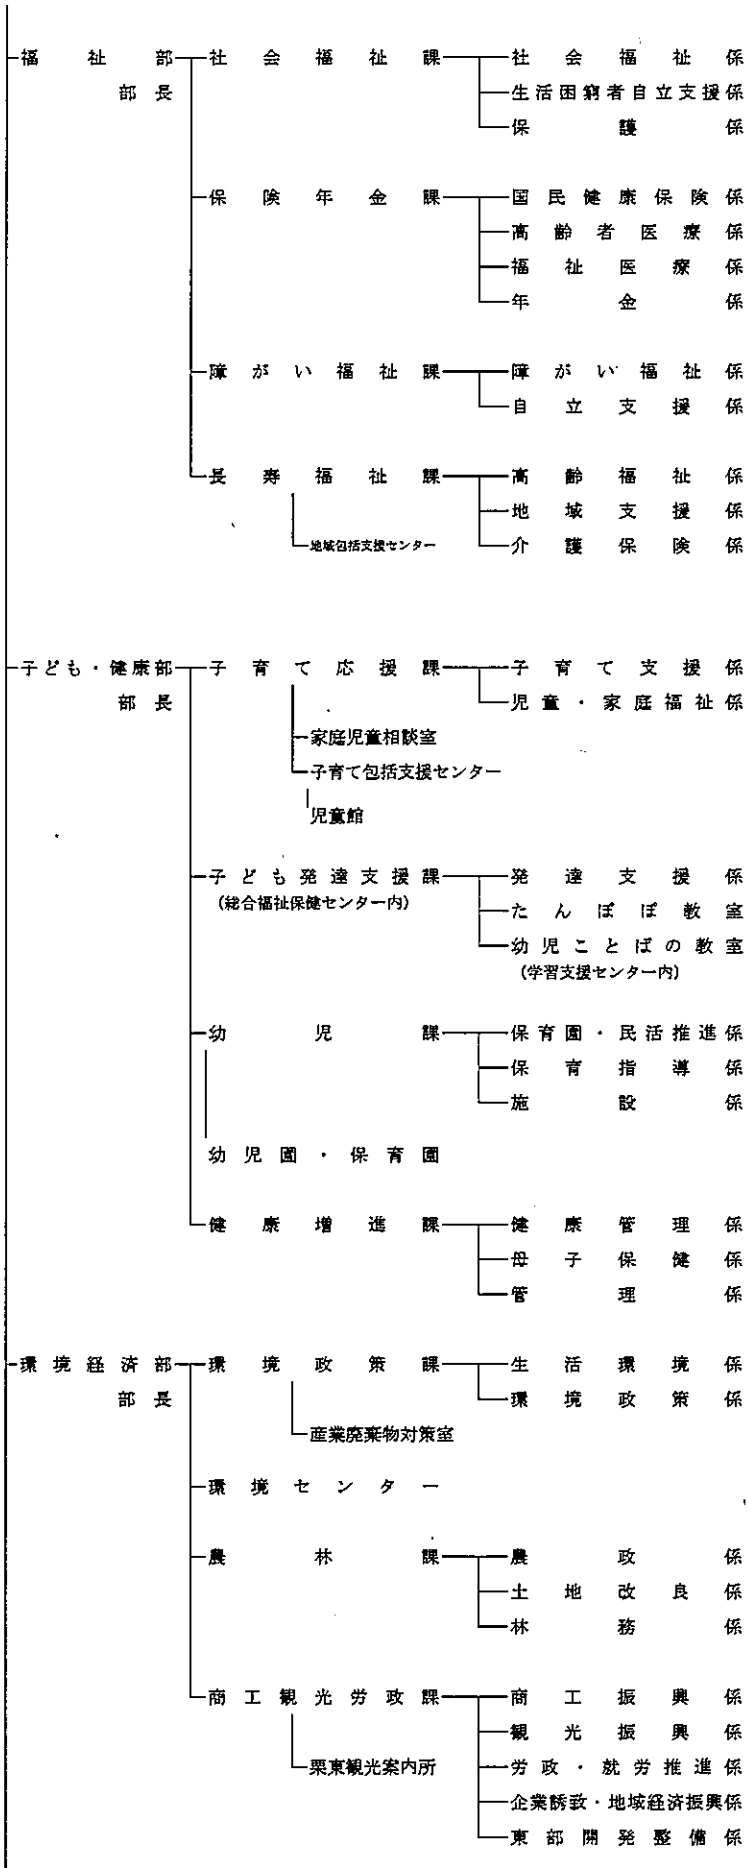 福祉部 社会福祉課 社会福祉係
部長 生活困窮者自立支援係
保護係
保険年金課 国民健康保険係
高齢者医療係
福祉医療係
年金係
障がい福祉課 障がい福祉係
自立支援係
長寿福祉課 高齢福祉係
地域支援係
地域包括支援センター 介護保険係
子ども・健康部 子育て応援課 子育て支援係
部長 児童・家庭福祉係
家庭児童相談室
子育て包括支援センター
児童館
子ども発達支援課 発達支援係
(総合福祉保健センター内) たんぽぽ教室
幼児ことばの教室
(学習支援センター内)
幼児課 保育園・民活推進係
保育指導係
施設係
幼児園・保育園
健康増進課 健康管理係
母子保健係
管理係
環境経済部 環境政策課 生活環境係
部長 環境政策係
産業廃棄物対策室
環境センター
農林課 農政係
土地改良係
林務係
商工観光労政課 商工振興係
観光振興係
栗東観光案内所 労政・就労推進係
企業誘致・地域経済振興係
東部開発整備係